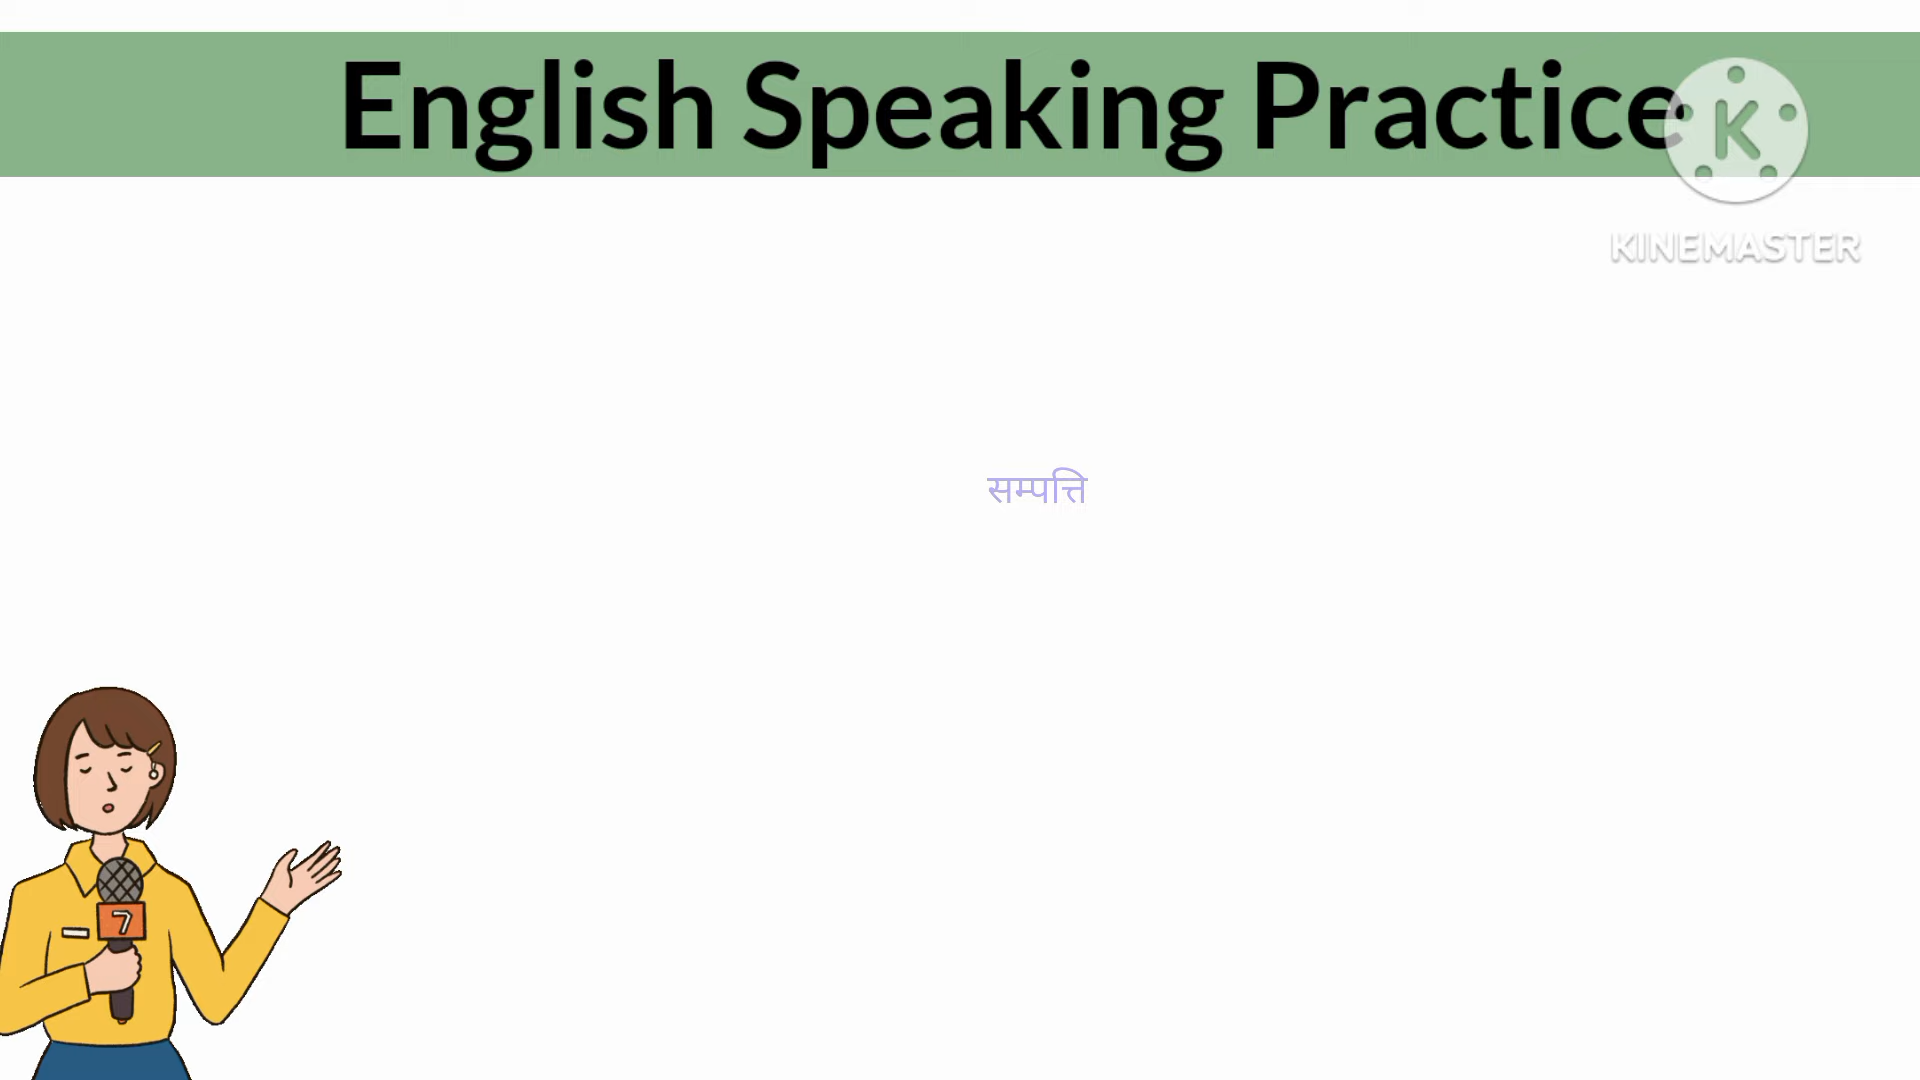 English Speaking Practice
K
KINEMASTER
सम्पत्ति
7